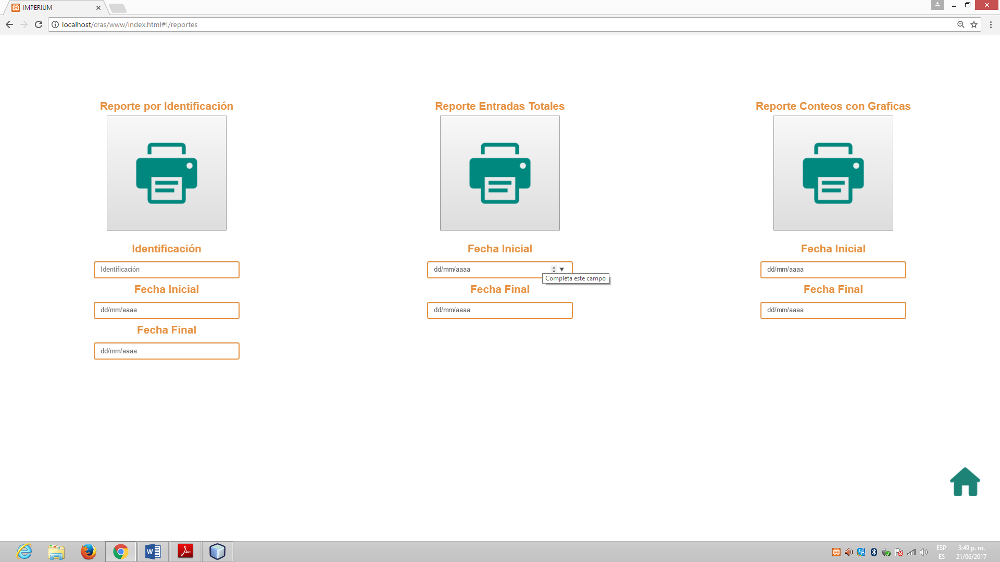 IMPERIUM
localhost/cras/www/index.html#!/reportes
Reporte por Identificación
Reporte Entradas Totales
Reporte Conteos con Graficas
Identificación
Identificación
Fecha Inicial
dd/mm/aaaa
Fecha Final
dd/mm/aaaa
Fecha Inicial
dd/mm/aaaa
Completa este campo
Fecha Final
dd/mm/aaaa
Fecha Inicial
dd/mm/aaaa
Fecha Final
dd/mm/aaaa
ESP
ES
3:49 p. m.
21/06/2017